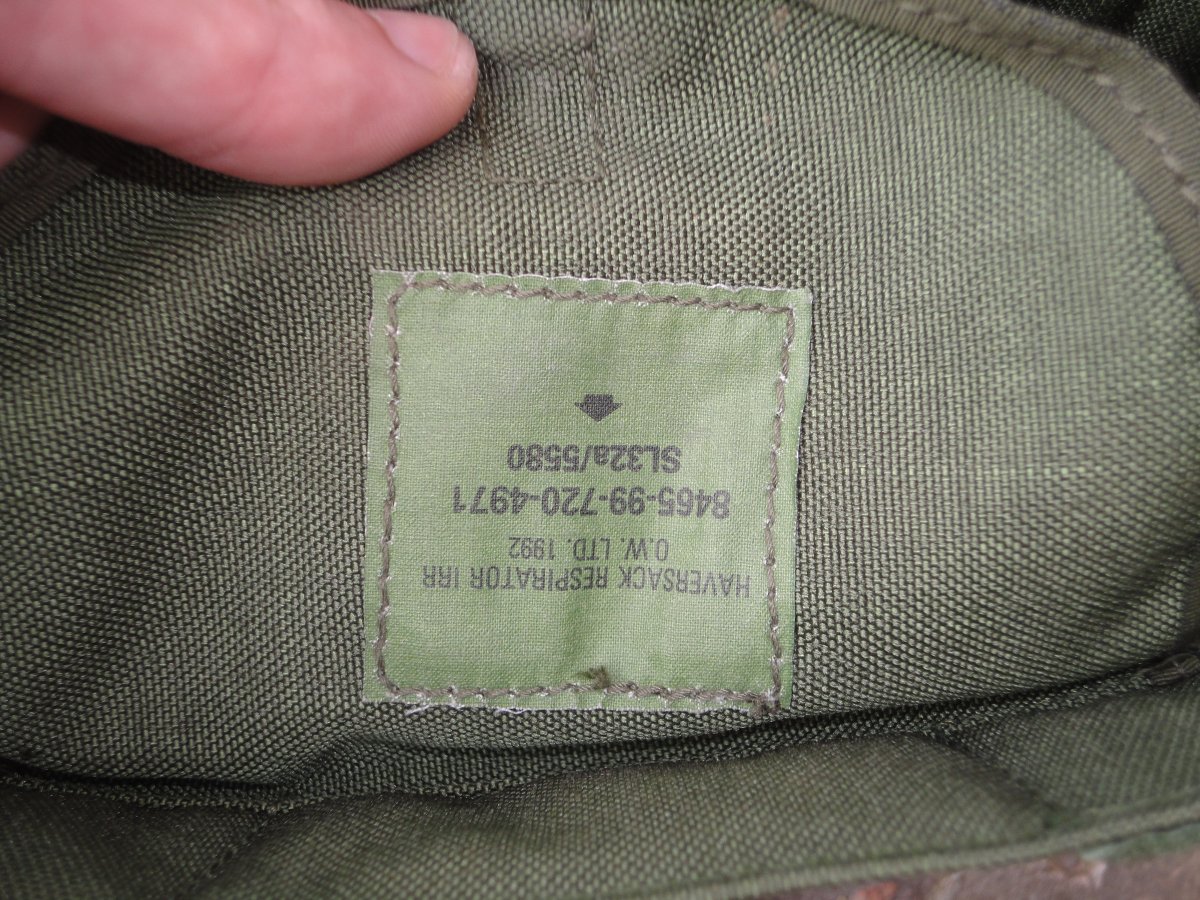 HAVERSACK RESPIRATOR IRR
O.W. LTD. 1992
8465-99-720-4971
SL32a/5580